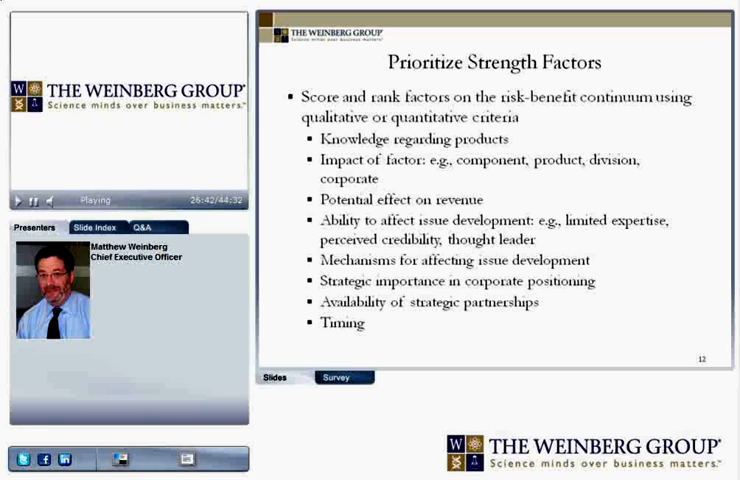 THE WEINBERG GROUP
Science minds over business matters.™
Playing
26:42/44:32
Presenters
Slide Index
Q&A
Matthew Weinberg
Chief Executive Officer
THE WEINBERG GROUP
Science minds over business matters.
Prioritize Strength Factors
▪ Score and rank factors on the risk-benefit continuum using
qualitative or quantitative criteria
▪ Knowledge regarding products
▪ Impact of factor: e.g., component, product, division,
corporate
▪ Potential effect on revenue
▪ Ability to affect issue development: e.g., limited expertise,
perceived credibility, thought leader
▪ Mechanisms for affecting issue development
▪ Strategic importance in corporate positioning
▪ Availability of strategic partnerships
▪ Timing
12
Slides
Survey
W
THE WEINBERG GROUP
Science minds over business matters.™